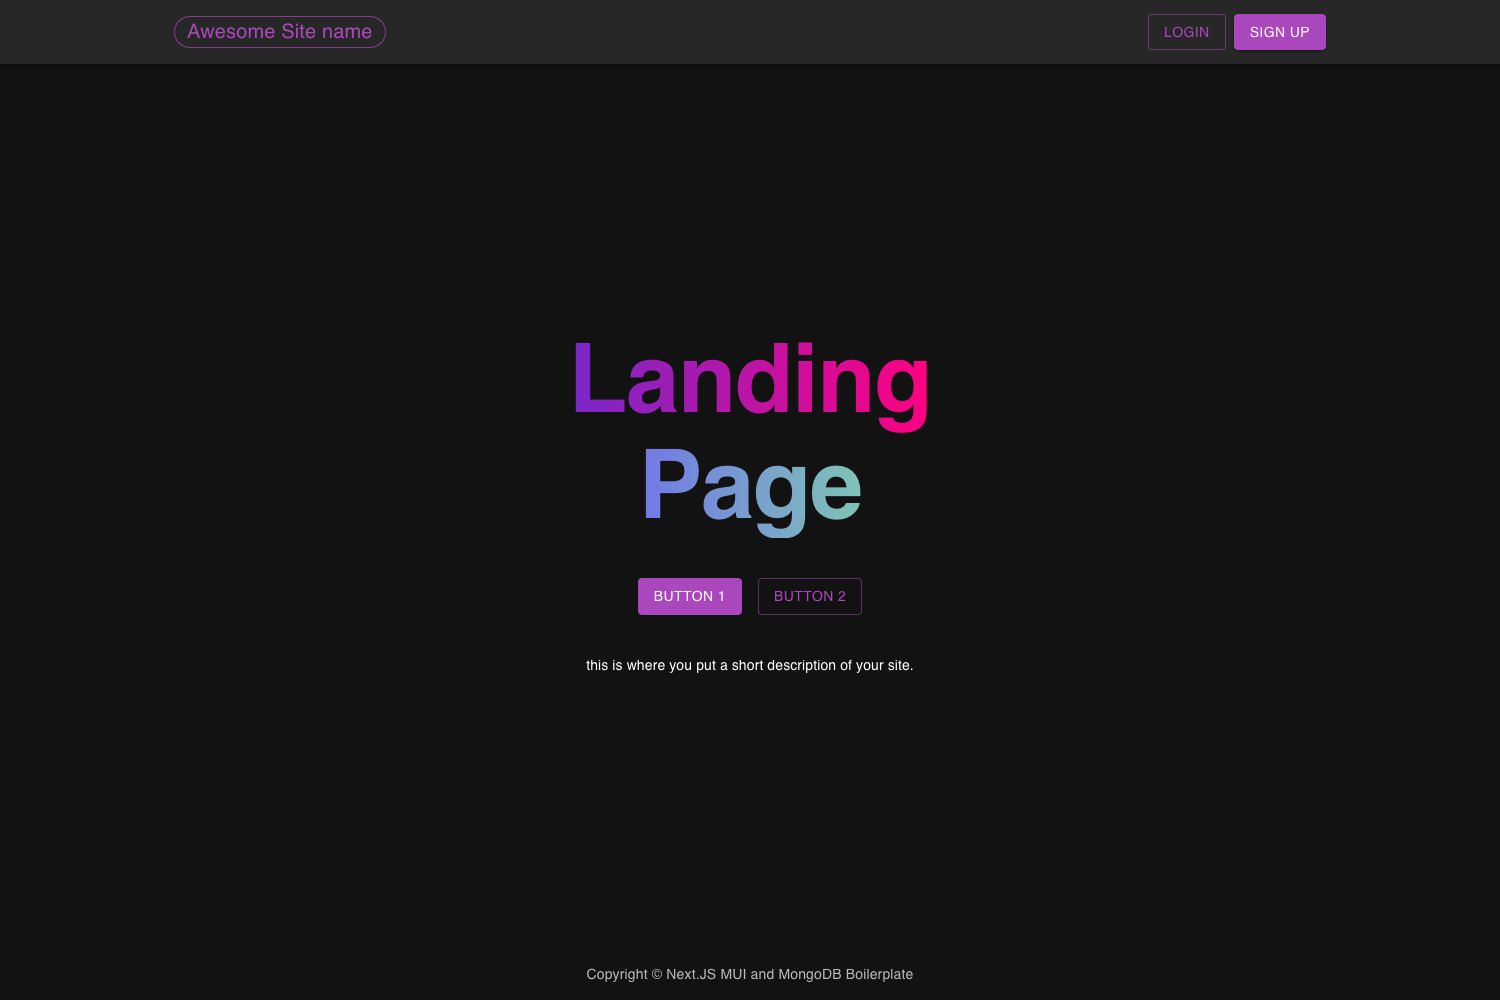 Awesome Site name
LOGIN
SIGN UP
Landing
Page
BUTTON 1
BUTTON 2
this is where you put a short description of your site.
Copyright © Next.JS MUI and MongoDB Boilerplate